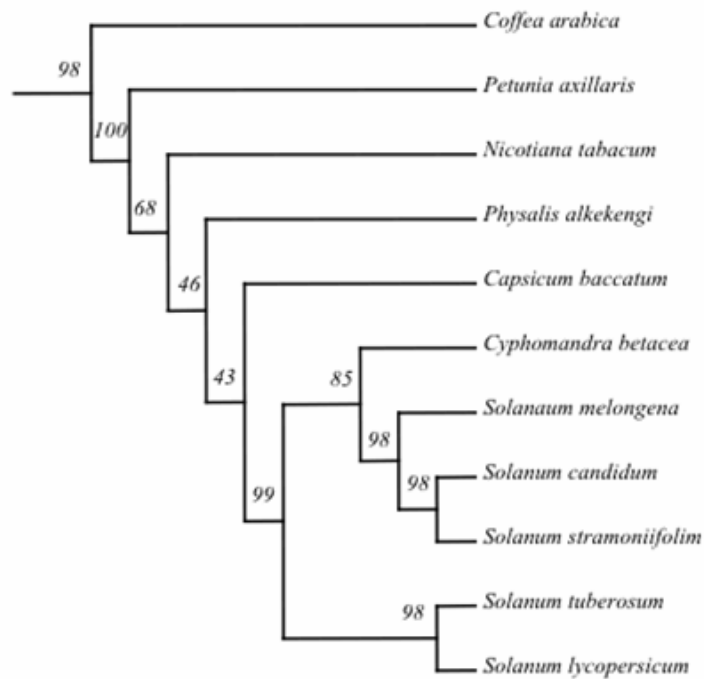 Coffea arabica
98
Petunia axillaris
100
Nicotiana tabacum
68
Physalis alkekengi
46
Capsicum baccatum
Cyphomandra betacea
43
85
Solanaum melongena
98
Solanum candidum
98
99
Solanum stramoniifolim
Solanum tuberosum
98
Solanum lycopersicum